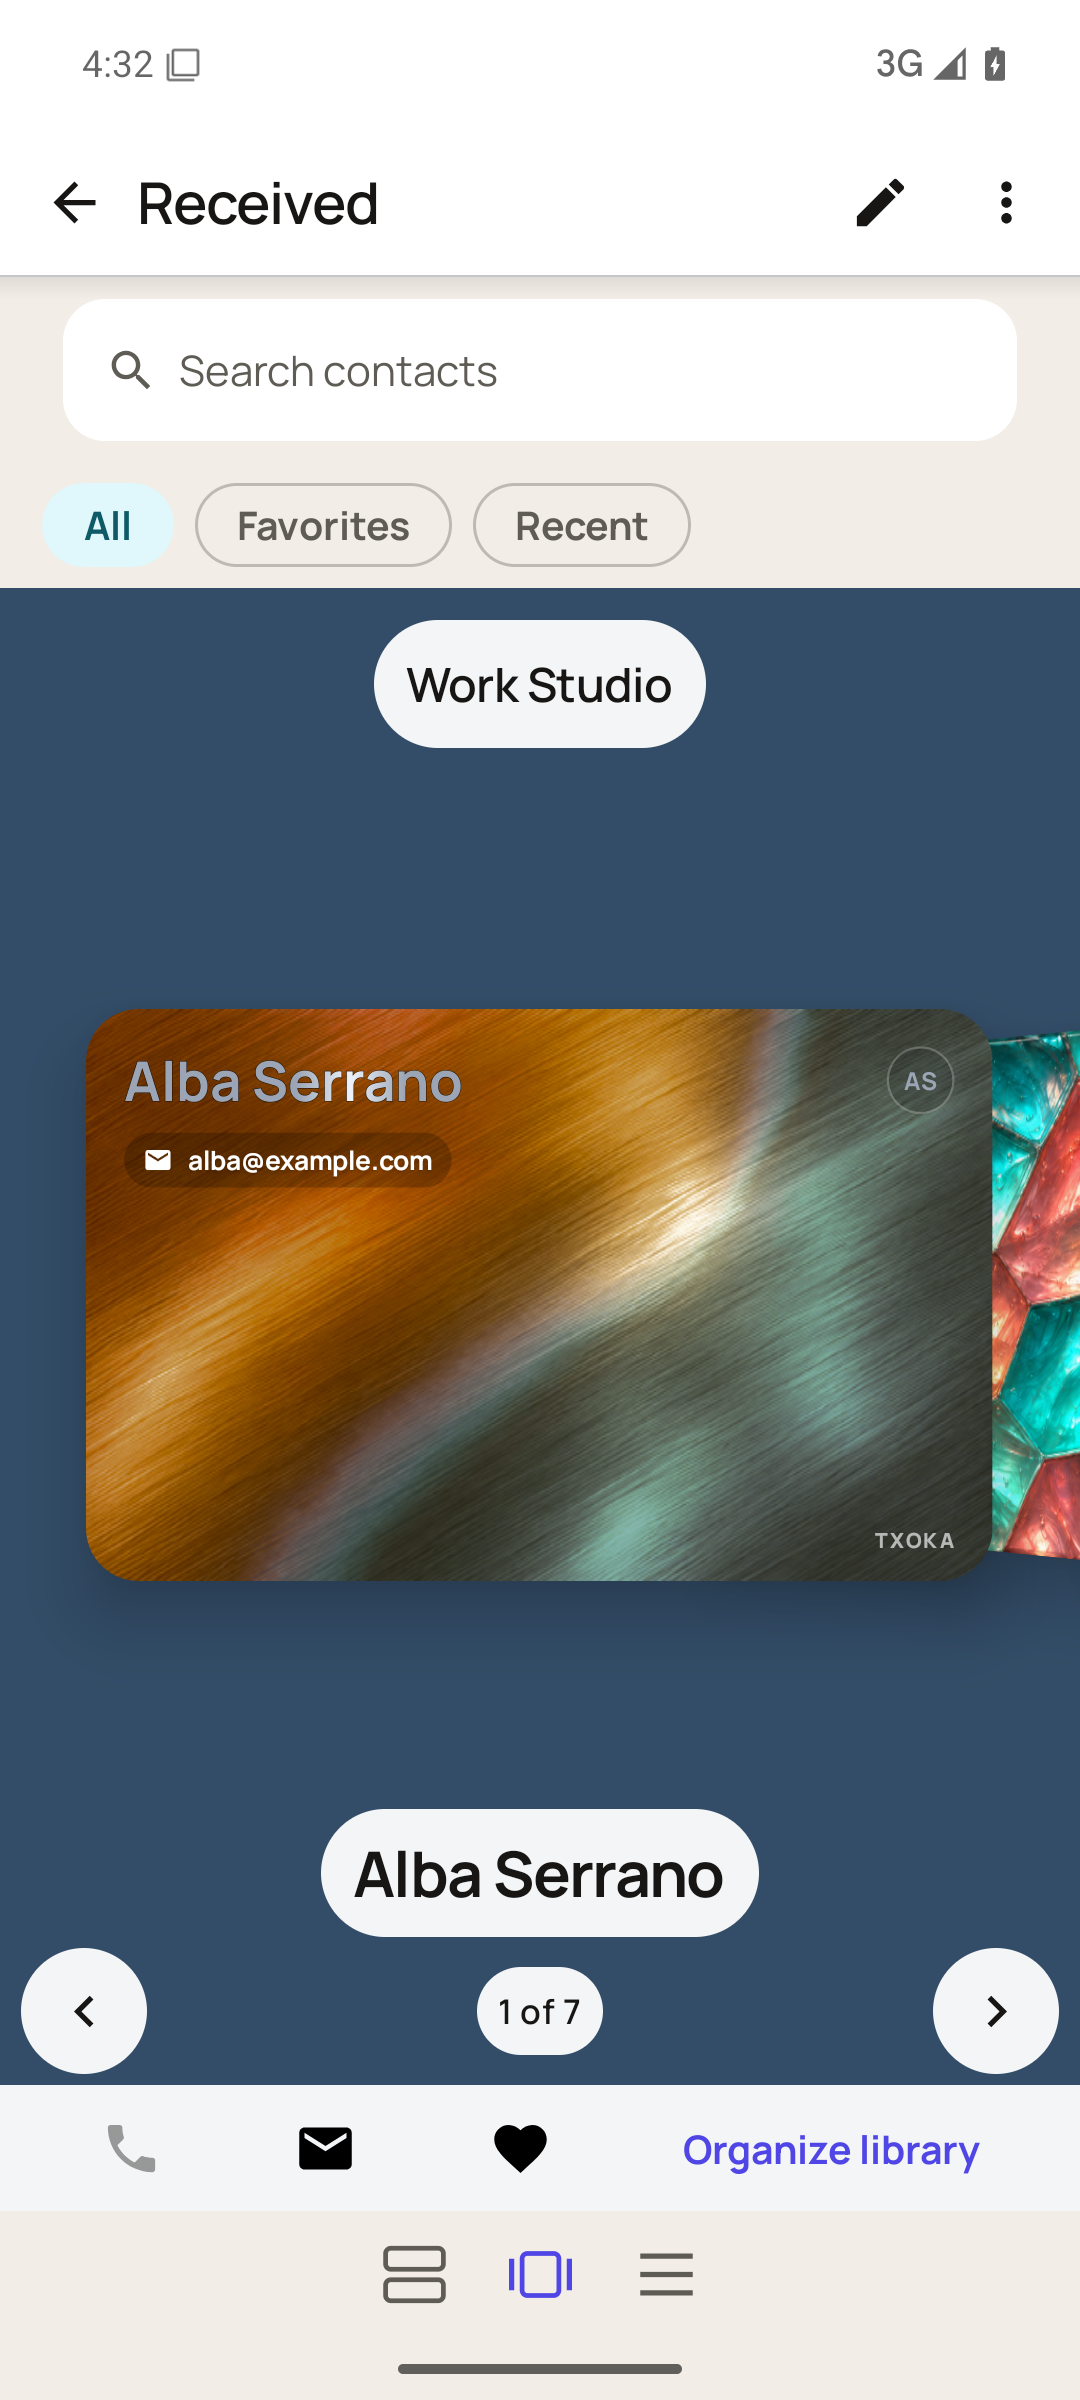 4:32
3G
Received
Search contacts
All
Favorites
Recent
Work Studio
Alba Serrano
AS
alba@example.com
TXOKA
Alba Serrano
1 of 7
Organize library